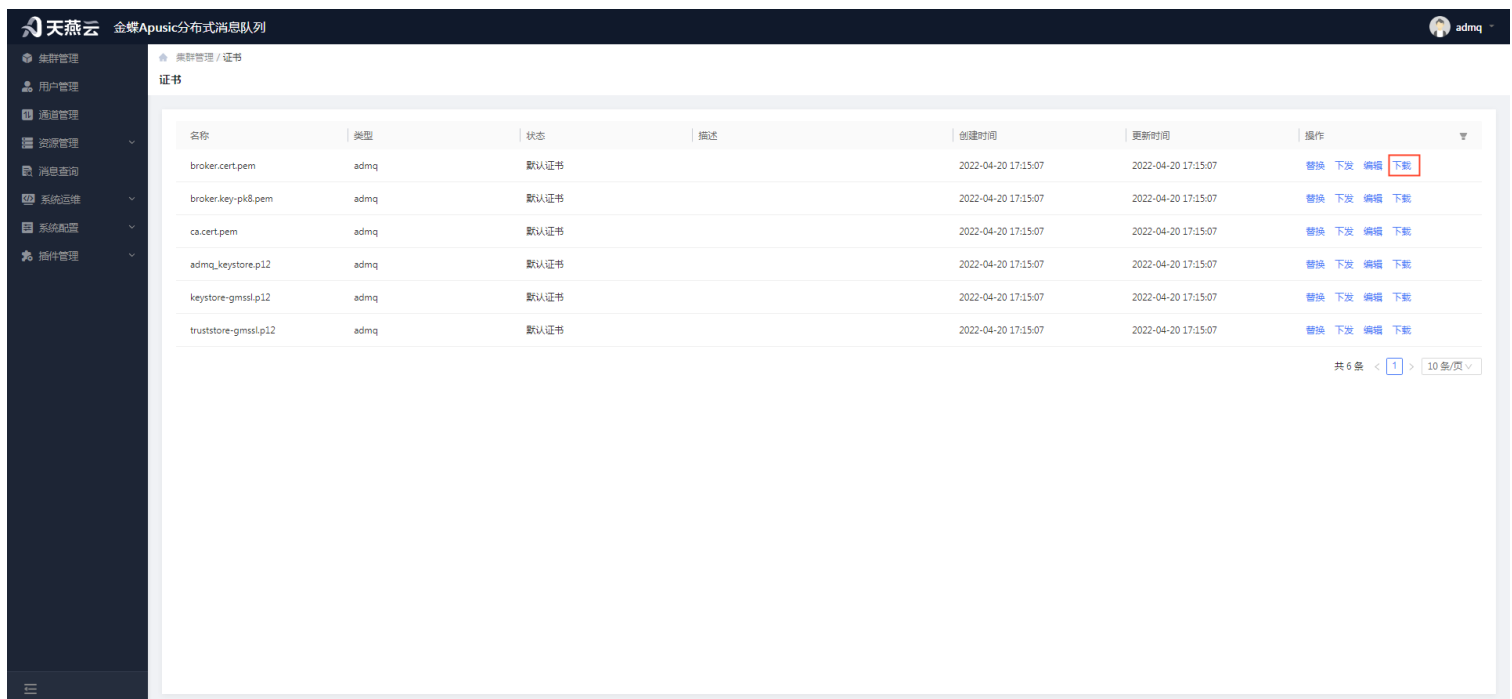 天燕云 金蝶Apusic分布式消息队列 admq
集群管理
用户管理
通道管理
资源管理
消息查询
系统运维
系统配置
插件管理
集群管理 / 证书
证书
名称 类型 状态 描述 创建时间 更新时间 操作
broker.cert.pem admq 默认证书 2022-04-20 17:15:07 2022-04-20 17:15:07 替换 下发 编辑 下载
broker.key-pk8.pem admq 默认证书 2022-04-20 17:15:07 2022-04-20 17:15:07 替换 下发 编辑 下载
ca.cert.pem admq 默认证书 2022-04-20 17:15:07 2022-04-20 17:15:07 替换 下发 编辑 下载
admq_keystore.p12 admq 默认证书 2022-04-20 17:15:07 2022-04-20 17:15:07 替换 下发 编辑 下载
keystore-gmssl.p12 admq 默认证书 2022-04-20 17:15:07 2022-04-20 17:15:07 替换 下发 编辑 下载
truststore-gmssl.p12 admq 默认证书 2022-04-20 17:15:07 2022-04-20 17:15:07 替换 下发 编辑 下载
共 6 条 < 1 > 10 条/页